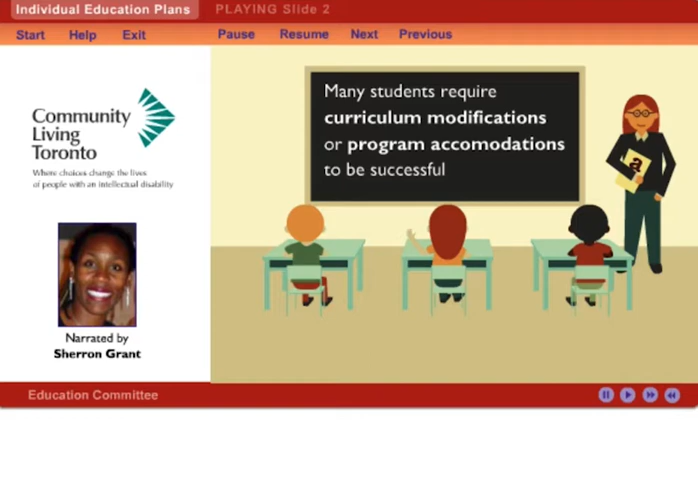 Individual Education Plans PLAYING Slide 2
Start Help Exit Pause Resume Next Previous
Community
Living
Toronto
Where choices change the lives
of people with an intellectual disability
Narrated by
Sherron Grant
Many students require
curriculum modifications
or program accomodations
to be successful
a
Education Committee